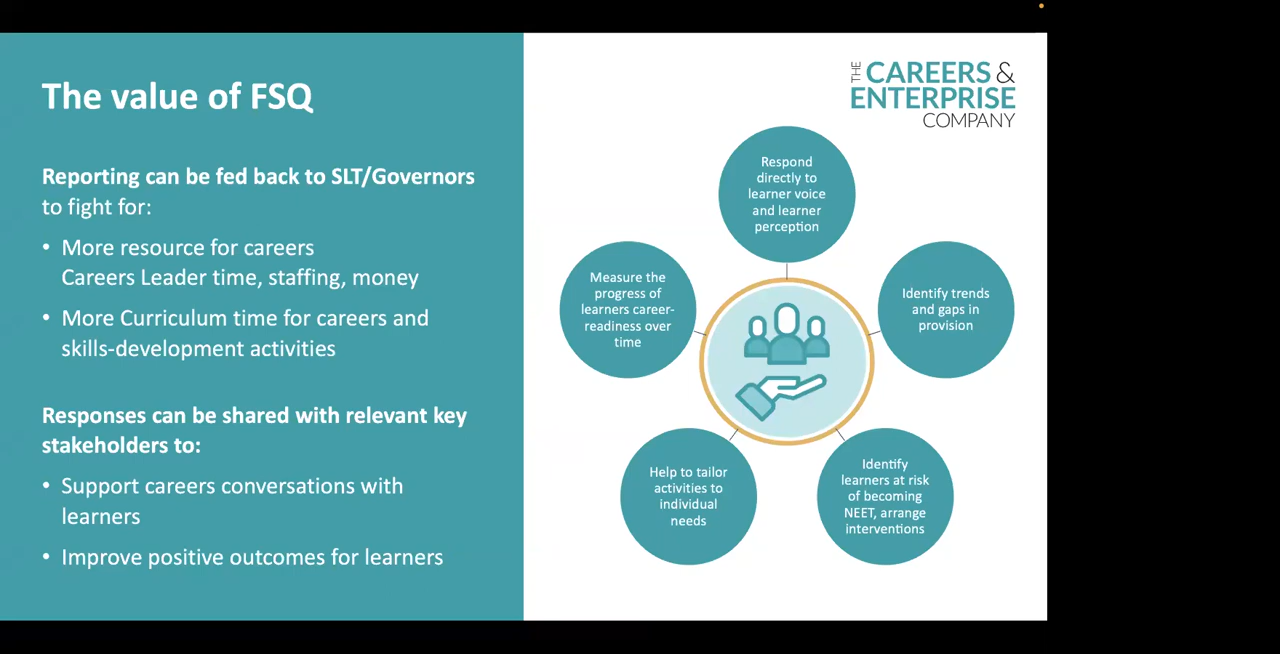 The value of FSQ
Reporting can be fed back to SLT/Governors
to fight for:
• More resource for careers
Careers Leader time, staffing, money
• More Curriculum time for careers and
skills-development activities
Responses can be shared with relevant key
stakeholders to:
• Support careers conversations with
learners
• Improve positive outcomes for learners
THE CAREERS &
ENTERPRISE
COMPANY
Respond
directly to
learner voice
and learner
perception
Identify trends
and gaps in
provision
Identify
learners at risk
of becoming
NEET, arrange
interventions
Help to tailor
activities to
individual
needs
Measure the
progress of
learners career-
readiness over
time